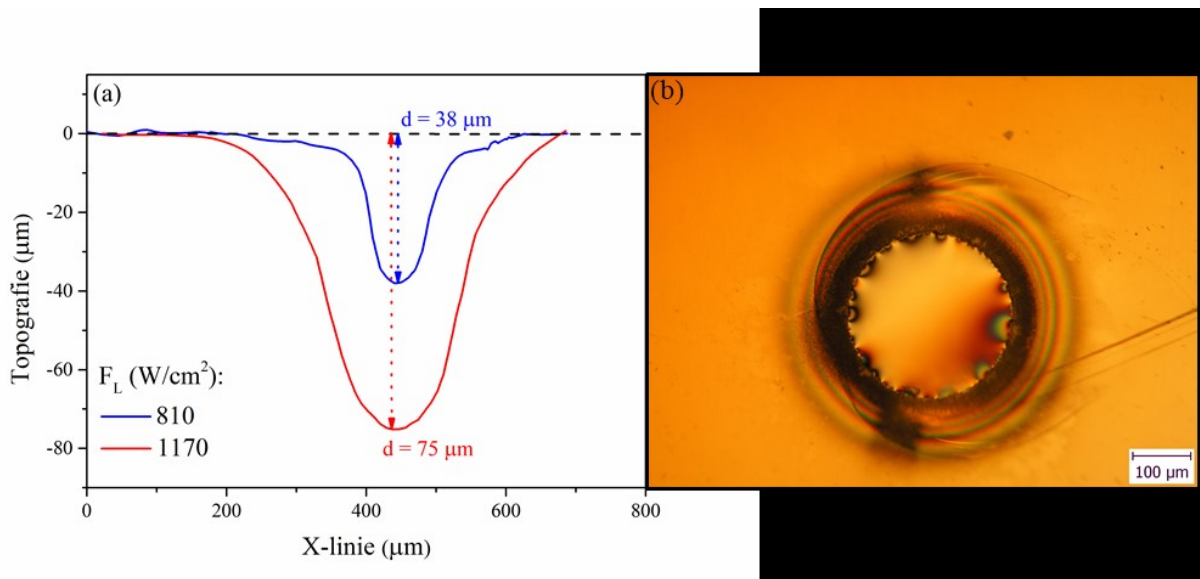 (a)
d = 38 μm
0
-20
-40
-60
-80
Topografie (μm)
F_L (W/cm²):
810
1170
d = 75 μm
0
200
400
600
800
X-linie (μm)
(b)
100 μm